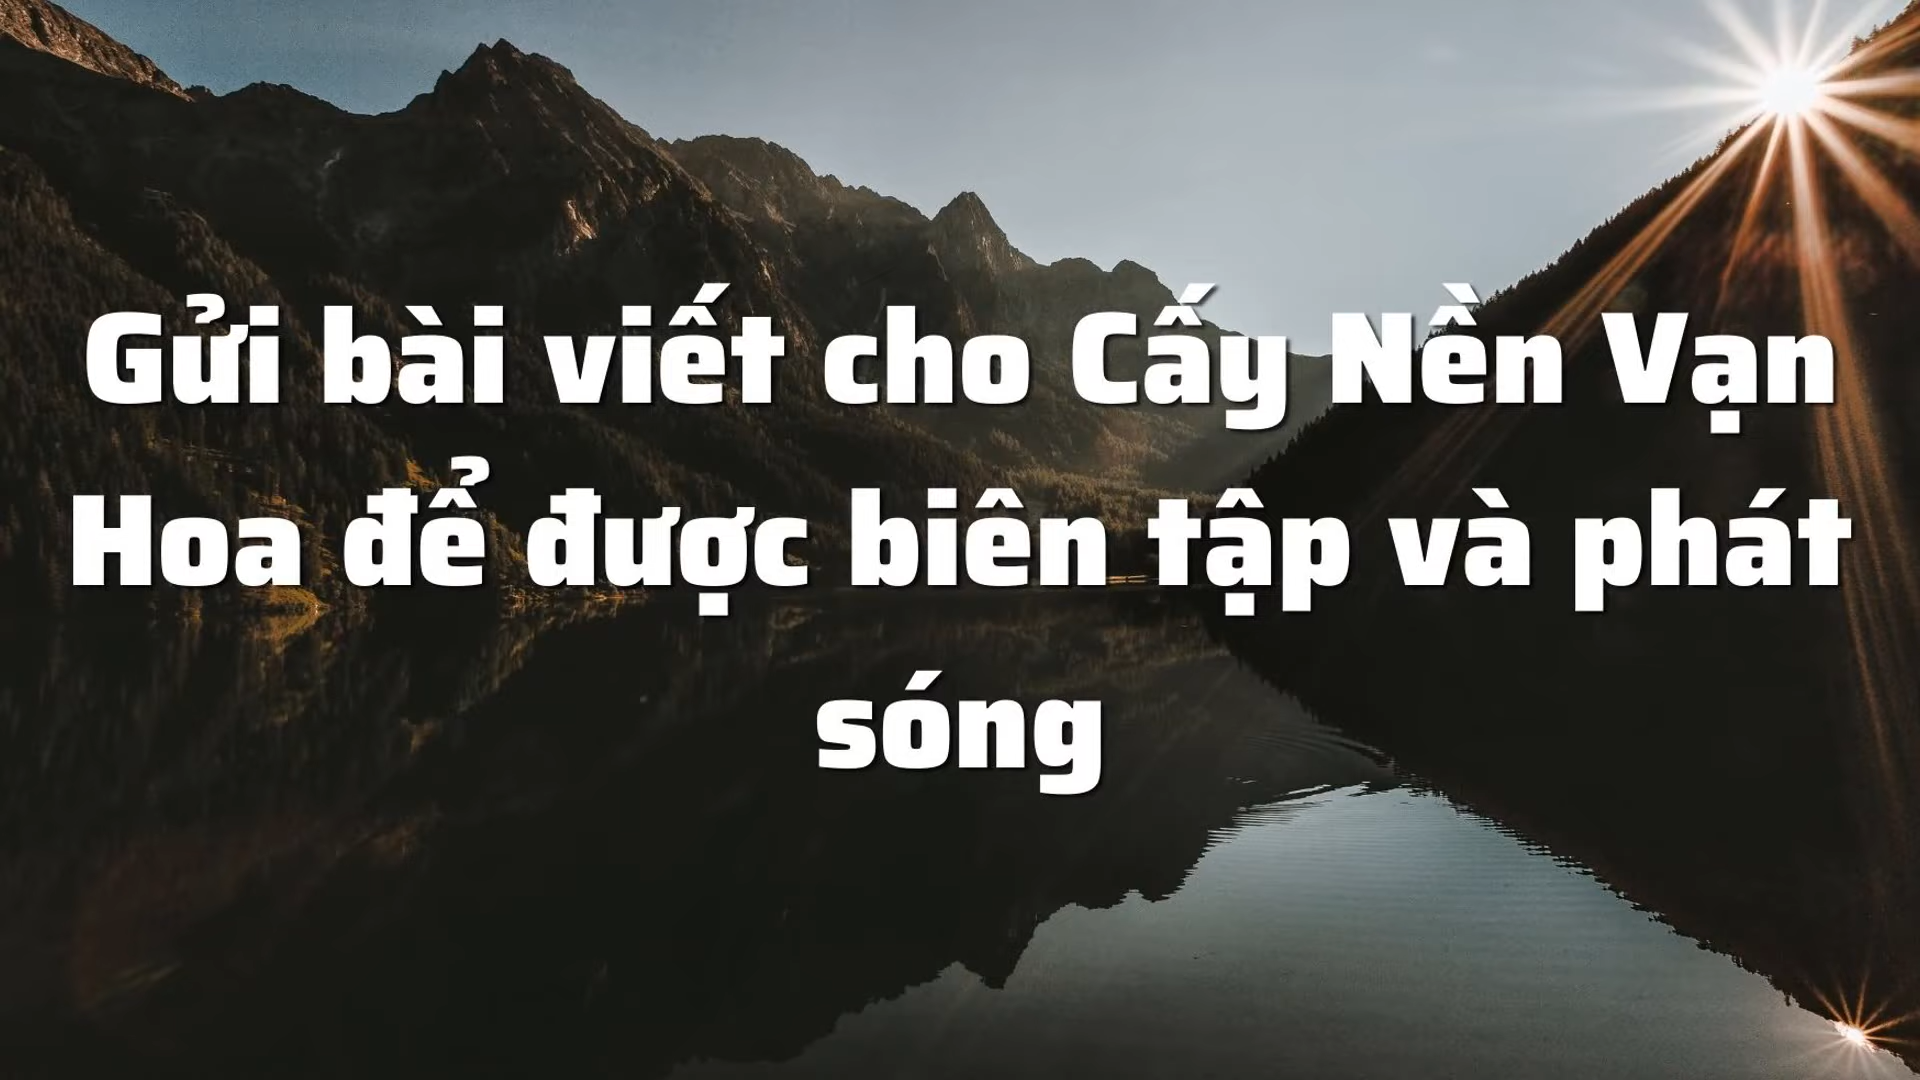 Gửi bài viết cho Cấy Nền Vạn
Hoa để được biên tập và phát
sóng